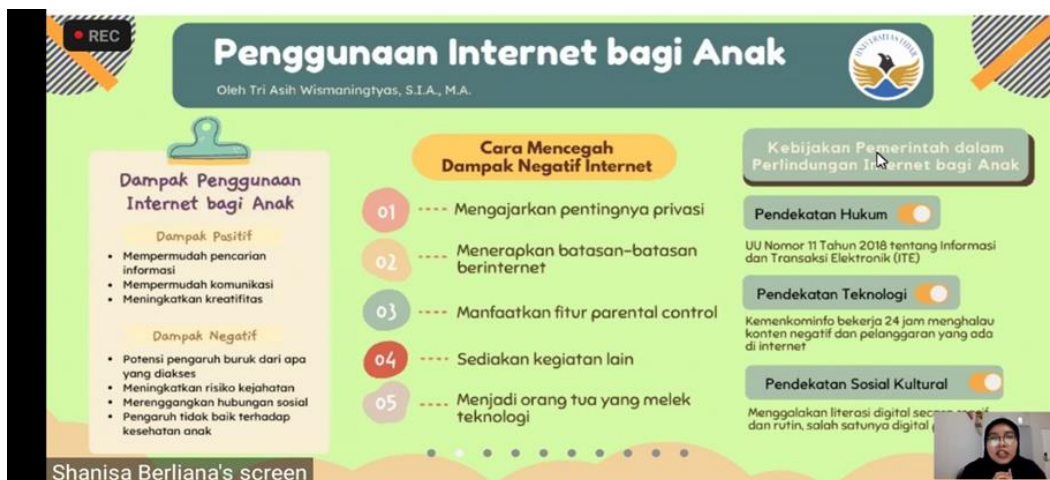 REC
Penggunaan Internet bagi Anak
Oleh Tri Asih Wismaningtyas, S.I.A., M.A.
UNIVERSITAS TIDAR
Dampak Penggunaan
Internet bagi Anak
Dampak Positif
• Mempermudah pencarian
informasi
• Mempermudah komunikasi
• Meningkatkan kreatifitas
Dampak Negatif
• Potensi pengaruh buruk dari apa
yang diakses
• Meningkatkan risiko kejahatan
• Merenggangkan hubungan sosial
• Pengaruh tidak baik terhadap
kesehatan anak
Cara Mencegah
Dampak Negatif Internet
01 ---- Mengajarkan pentingnya privasi
02 ---- Menerapkan batasan-batasan
berinternet
03 ---- Manfaatkan fitur parental control
04 ---- Sediakan kegiatan lain
05 ---- Menjadi orang tua yang melek
teknologi
Kebijakan Pemerintah dalam
Perlindungan Internet bagi Anak
Pendekatan Hukum
UU Nomor 11 Tahun 2018 tentang Informasi
dan Transaksi Elektronik (ITE)
Pendekatan Teknologi
Kemenkominfo bekerja 24 jam menghalau
konten negatif dan pelanggaran yang ada
di internet
Pendekatan Sosial Kultural
Menggalakan literasi digital
dan rutin, salah satunya digital
Shanisa Berliana's screen